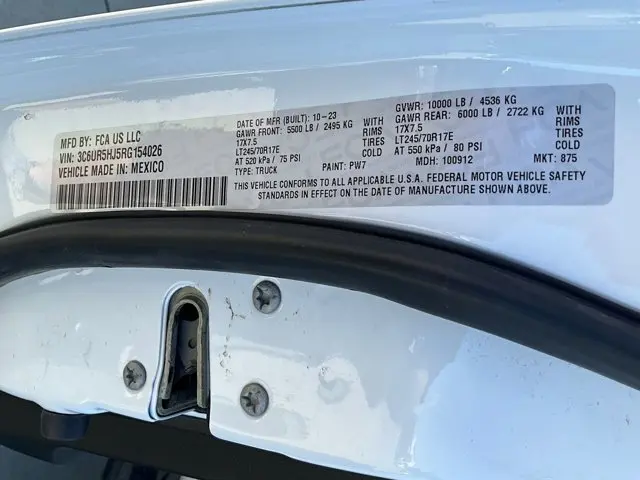 MFD BY: FCA US LLC
VIN: 3C6UR5HJ5RG154026
VEHICLE MADE IN: MEXICO
DATE OF MFR (BUILT): 10-23
GAWR FRONT: 5500 LB / 2495 KG WITH
17X7.5 RIMS
LT245/70R17E TIRES
AT 520 kPa / 75 PSI COLD
TYPE: TRUCK PAINT: PW7
GVWR: 10000 LB / 4536 KG
GAWR REAR: 6000 LB / 2722 KG WITH
17X7.5 RIMS
LT245/70R17E TIRES
AT 550 kPa / 80 PSI COLD
MDH: 100912 MKT: 875
THIS VEHICLE CONFORMS TO ALL APPLICABLE U.S.A. FEDERAL MOTOR VEHICLE SAFETY
STANDARDS IN EFFECT ON THE DATE OF MANUFACTURE SHOWN ABOVE.